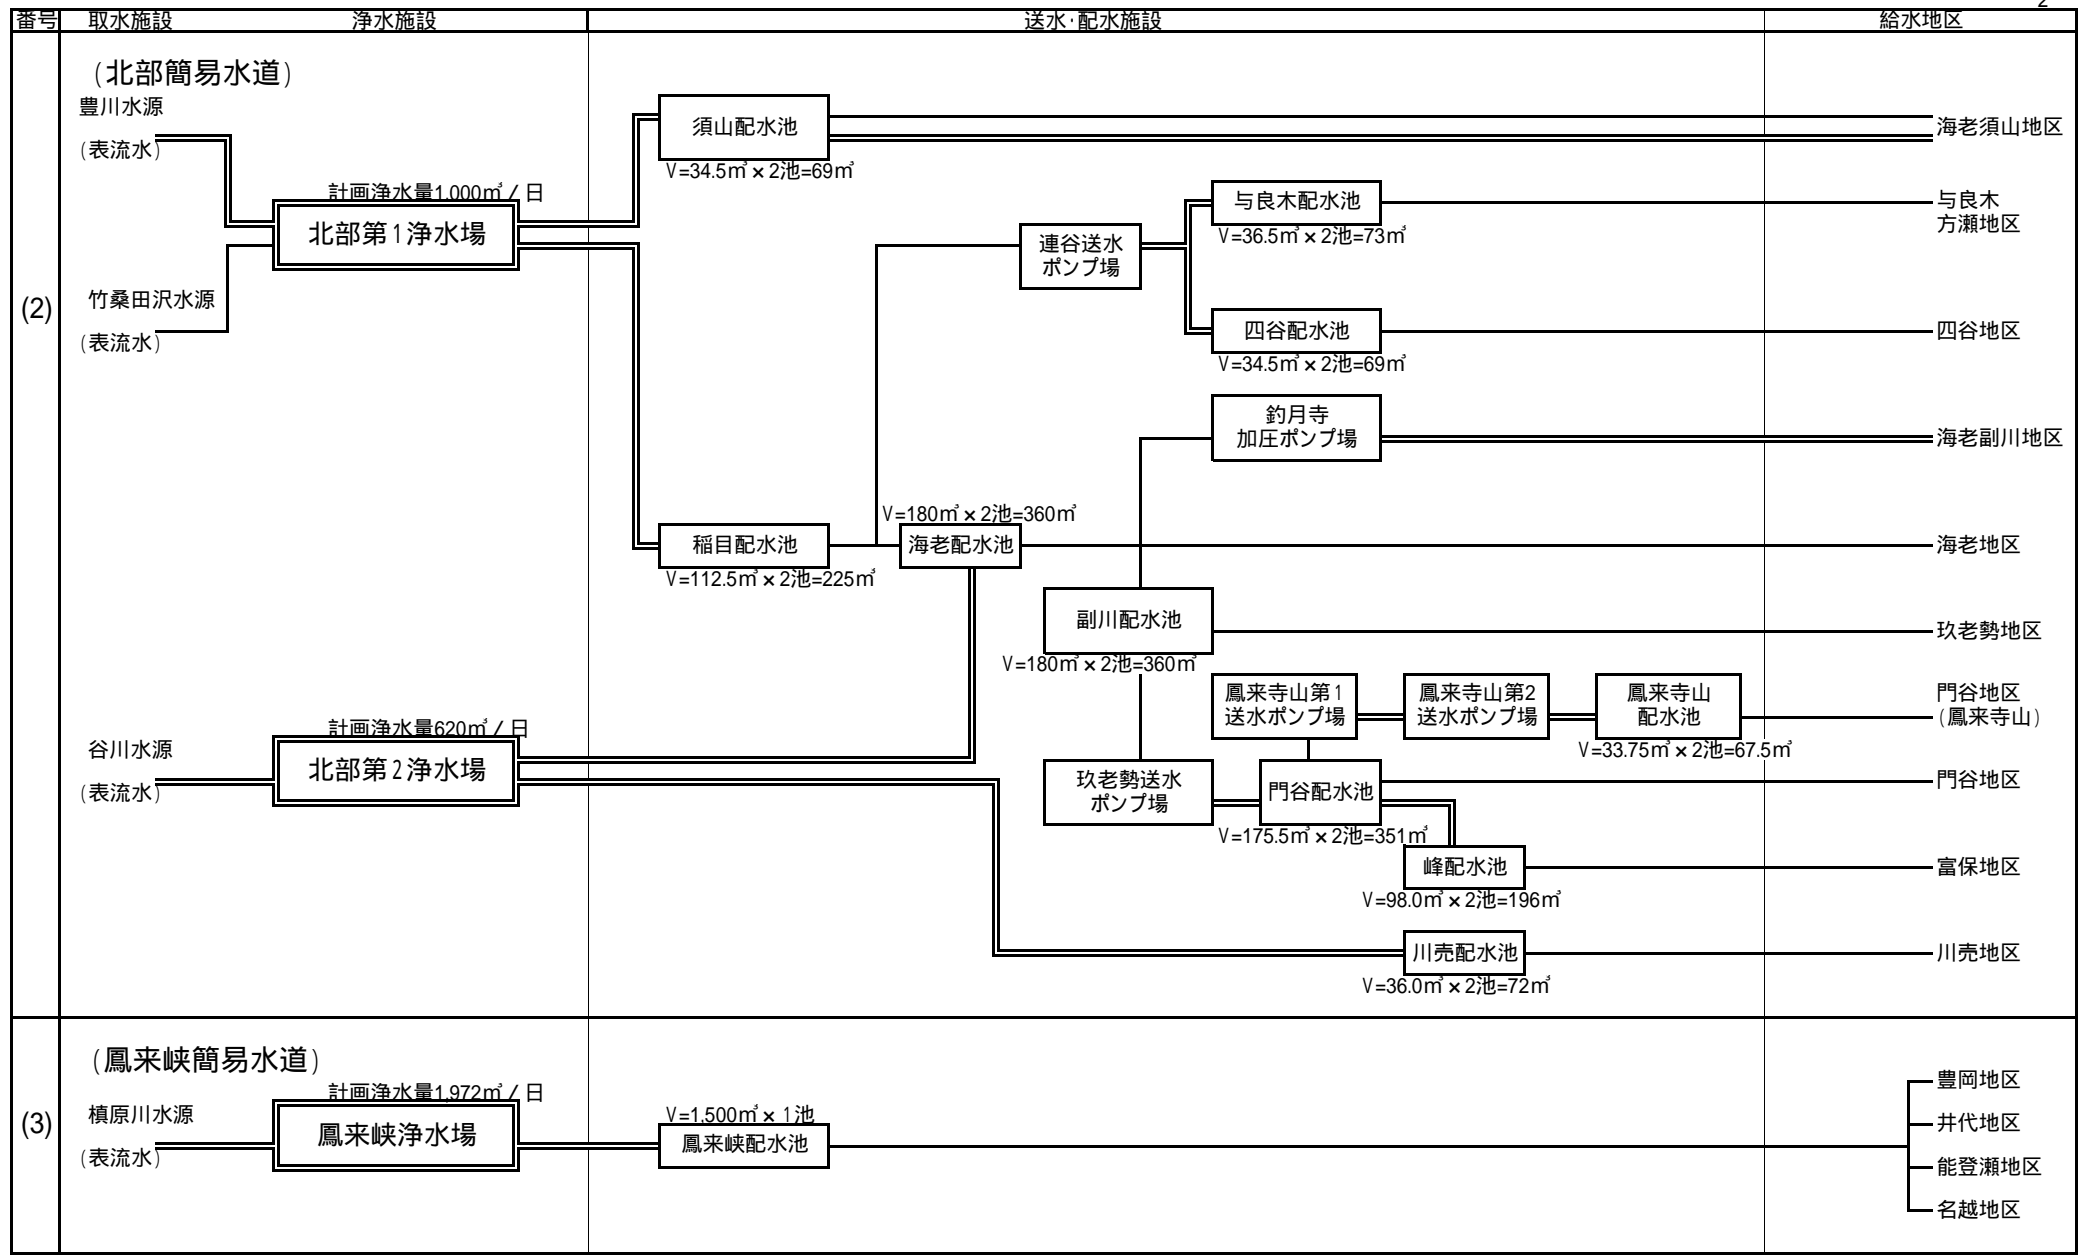 2
番号 取水施設 浄水施設 送水･配水施設 給水地区
(2)
(北部簡易水道)
豊川水源
(表流水)
計画浄水量1,000㎥/日
北部第1浄水場
竹桑田沢水源
(表流水)
須山配水池
V=34.5㎥×2池=69㎥
海老須山地区
連谷送水
ポンプ場
与良木配水池
V=36.5㎥×2池=73㎥
与良木
方瀬地区
四谷配水池
V=34.5㎥×2池=69㎥
四谷地区
釣月寺
加圧ポンプ場
海老副川地区
稲目配水池
V=112.5㎥×2池=225㎥
V=180㎥×2池=360㎥
海老配水池
海老地区
副川配水池
V=180㎥×2池=360㎥
玖老勢地区
鳳来寺山第1
送水ポンプ場
鳳来寺山第2
送水ポンプ場
鳳来寺山
配水池
V=33.75㎥×2池=67.5㎥
門谷地区
(鳳来寺山)
谷川水源
(表流水)
計画浄水量620㎥/日
北部第2浄水場
玖老勢送水
ポンプ場
門谷配水池
V=175.5㎥×2池=351㎥
門谷地区
峰配水池
V=98.0㎥×2池=196㎥
富保地区
川売配水池
V=36.0㎥×2池=72㎥
川売地区
(3)
(鳳来峡簡易水道)
槙原川水源
(表流水)
計画浄水量1,972㎥/日
鳳来峡浄水場
V=1,500㎥×1池
鳳来峡配水池
豊岡地区
井代地区
能登瀬地区
名越地区